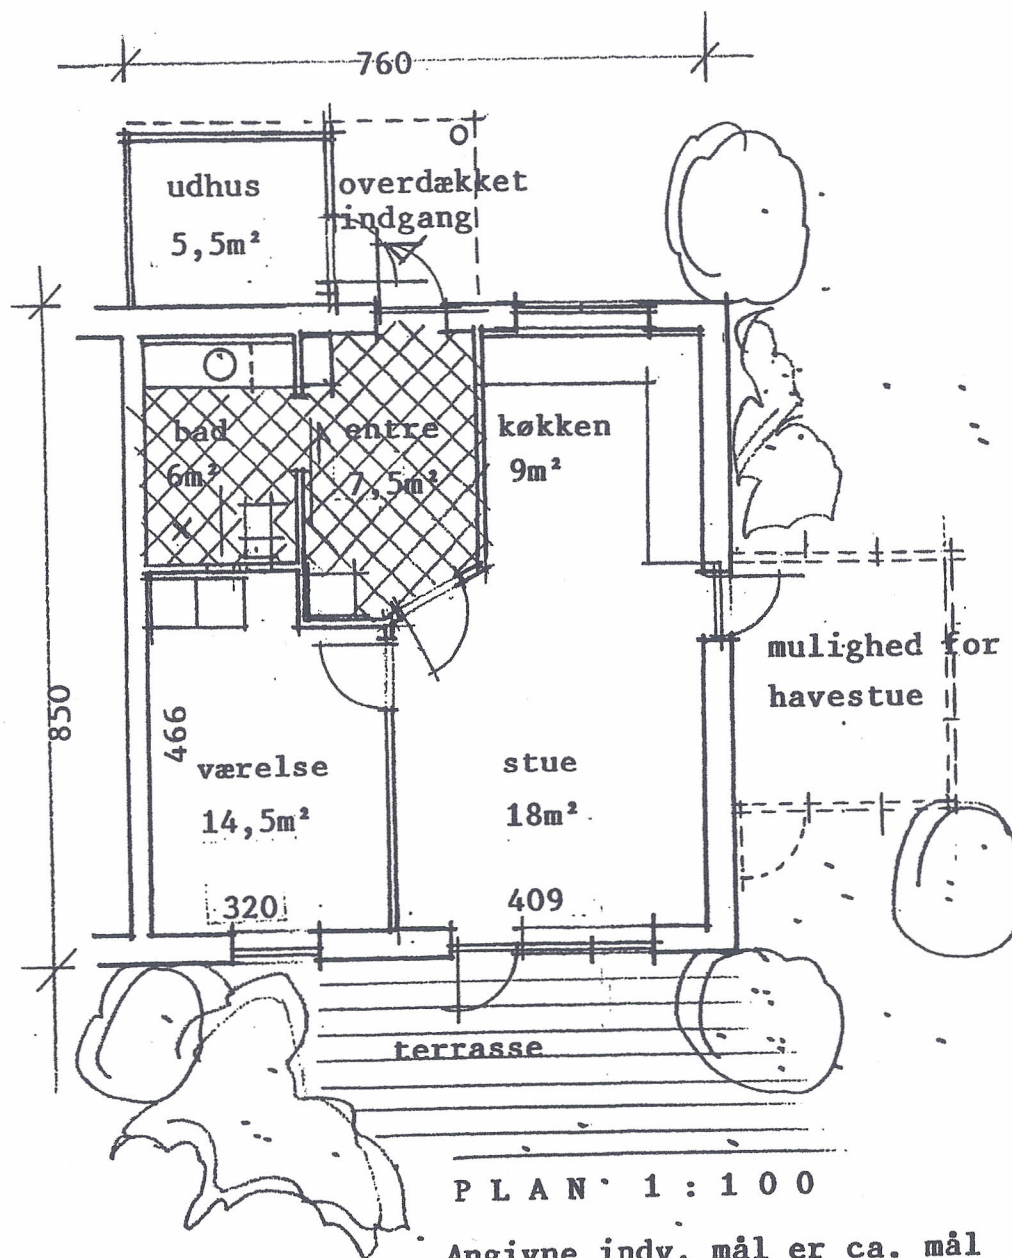 760
udhus
5,5m²
overdækket
indgang
bad
6m²
entre
7,5m²
køkken
9m²
mulighed for
havestue
850
466
værelse
14,5m²
stue
18m²
320
409
terrasse
PLAN 1:100
Angivne indv. mål er ca. mål